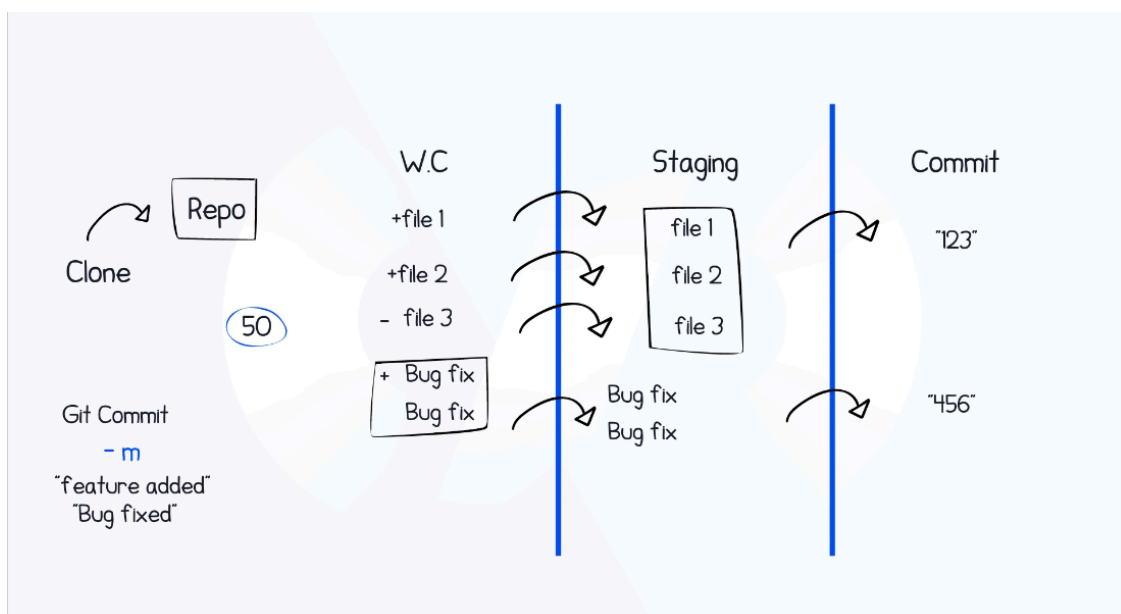 Clone
Repo
50
Git Commit
- m
"feature added"
"Bug fixed"
W.C
+file 1
+file 2
- file 3
+ Bug fix
Bug fix
Staging
file 1
file 2
file 3
Bug fix
Bug fix
Commit
"123"
"456"